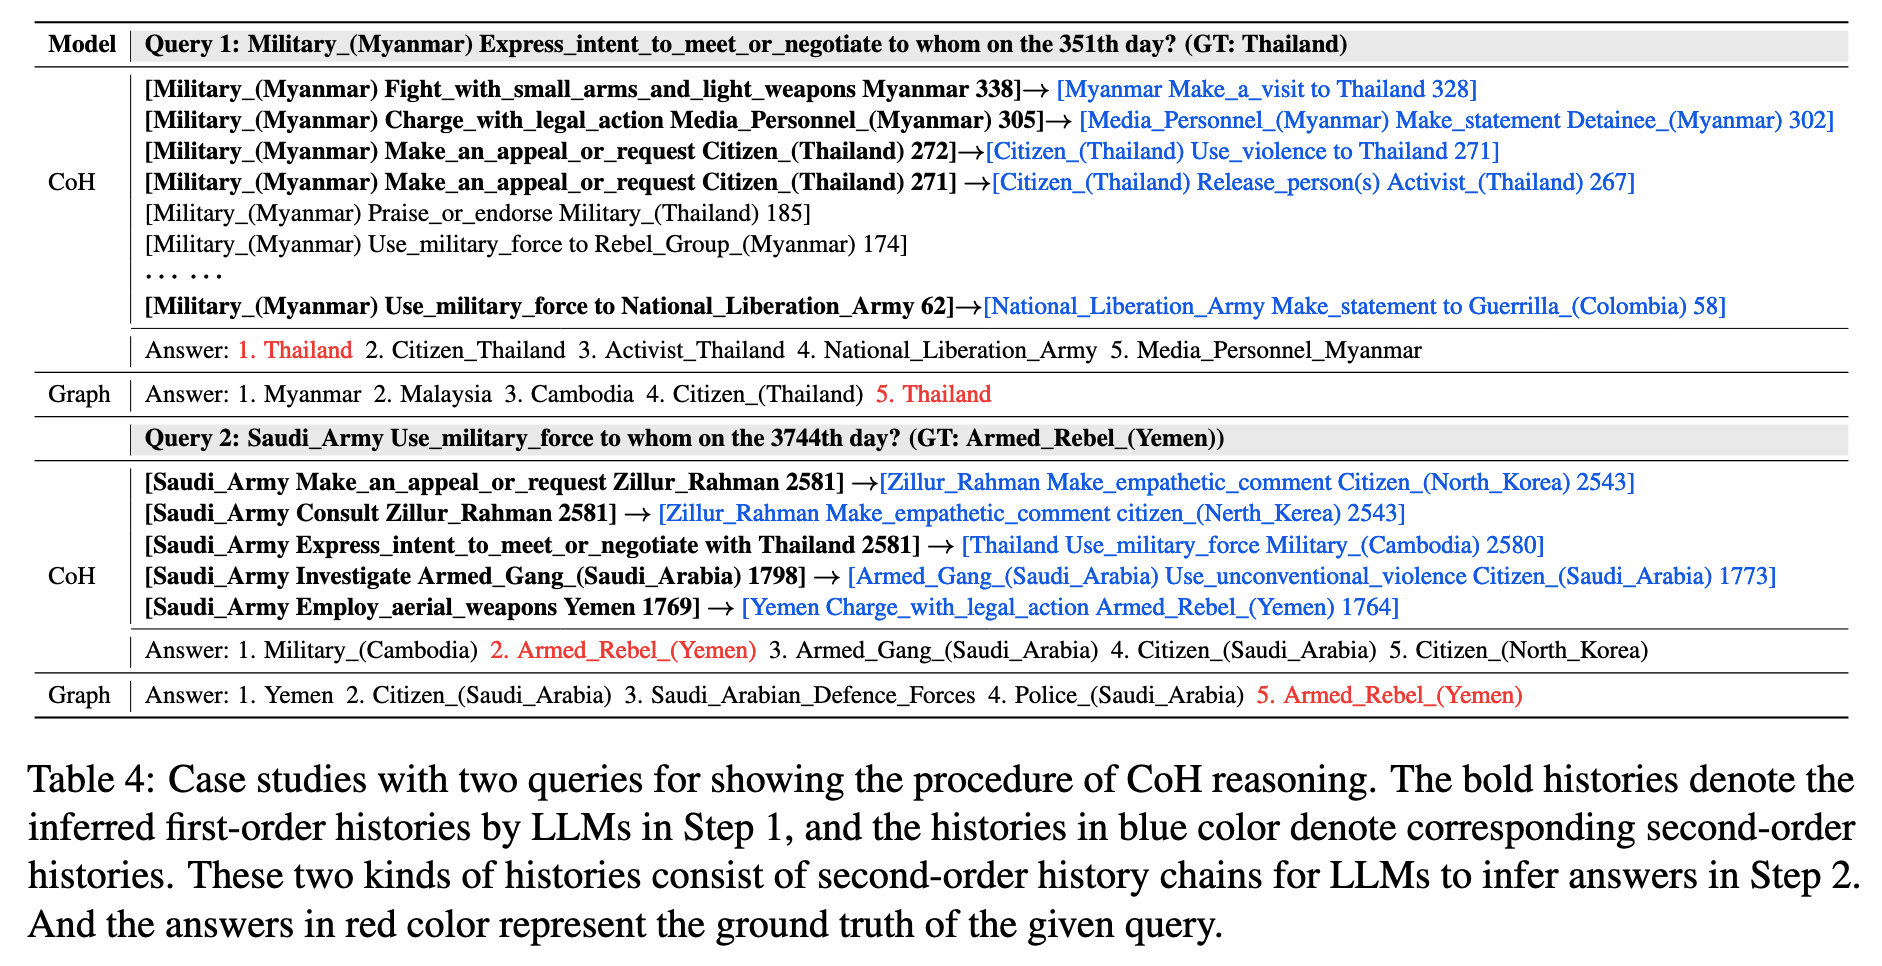 Model Query 1: Military_(Myanmar) Express_intent_to_meet_or_negotiate to whom on the 351th day? (GT: Thailand)
[Military_(Myanmar) Fight_with_small_arms_and_light_weapons Myanmar 338]→ [Myanmar Make_a_visit to Thailand 328]
[Military_(Myanmar) Charge_with_legal_action Media_Personnel_(Myanmar) 305]→ [Media_Personnel_(Myanmar) Make_statement Detainee_(Myanmar) 302]
[Military_(Myanmar) Make_an_appeal_or_request Citizen_(Thailand) 272]→[Citizen_(Thailand) Use_violence to Thailand 271]
CoH [Military_(Myanmar) Make_an_appeal_or_request Citizen_(Thailand) 271] →[Citizen_(Thailand) Release_person(s) Activist_(Thailand) 267]
[Military_(Myanmar) Praise_or_endorse Military_(Thailand) 185]
[Military_(Myanmar) Use_military_force to Rebel_Group_(Myanmar) 174]
... ...
[Military_(Myanmar) Use_military_force to National_Liberation_Army 62]→[National_Liberation_Army Make_statement to Guerrilla_(Colombia) 58]
Answer: 1. Thailand 2. Citizen_Thailand 3. Activist_Thailand 4. National_Liberation_Army 5. Media_Personnel_Myanmar
Graph Answer: 1. Myanmar 2. Malaysia 3. Cambodia 4. Citizen_(Thailand) 5. Thailand
Query 2: Saudi_Army Use_military_force to whom on the 3744th day? (GT: Armed_Rebel_(Yemen))
[Saudi_Army Make_an_appeal_or_request Zillur_Rahman 2581] →[Zillur_Rahman Make_empathetic_comment Citizen_(North_Korea) 2543]
[Saudi_Army Consult Zillur_Rahman 2581] → [Zillur_Rahman Make_empathetic_comment citizen_(Nerth_Kerea) 2543]
[Saudi_Army Express_intent_to_meet_or_negotiate with Thailand 2581] → [Thailand Use_military_force Military_(Cambodia) 2580]
CoH [Saudi_Army Investigate Armed_Gang_(Saudi_Arabia) 1798] → [Armed_Gang_(Saudi_Arabia) Use_unconventional_violence Citizen_(Saudi_Arabia) 1773]
[Saudi_Army Employ_aerial_weapons Yemen 1769] → [Yemen Charge_with_legal_action Armed_Rebel_(Yemen) 1764]
Answer: 1. Military_(Cambodia) 2. Armed_Rebel_(Yemen) 3. Armed_Gang_(Saudi_Arabia) 4. Citizen_(Saudi_Arabia) 5. Citizen_(North_Korea)
Graph Answer: 1. Yemen 2. Citizen_(Saudi_Arabia) 3. Saudi_Arabian_Defence_Forces 4. Police_(Saudi_Arabia) 5. Armed_Rebel_(Yemen)
Table 4: Case studies with two queries for showing the procedure of CoH reasoning. The bold histories denote the
inferred first-order histories by LLMs in Step 1, and the histories in blue color denote corresponding second-order
histories. These two kinds of histories consist of second-order history chains for LLMs to infer answers in Step 2.
And the answers in red color represent the ground truth of the given query.